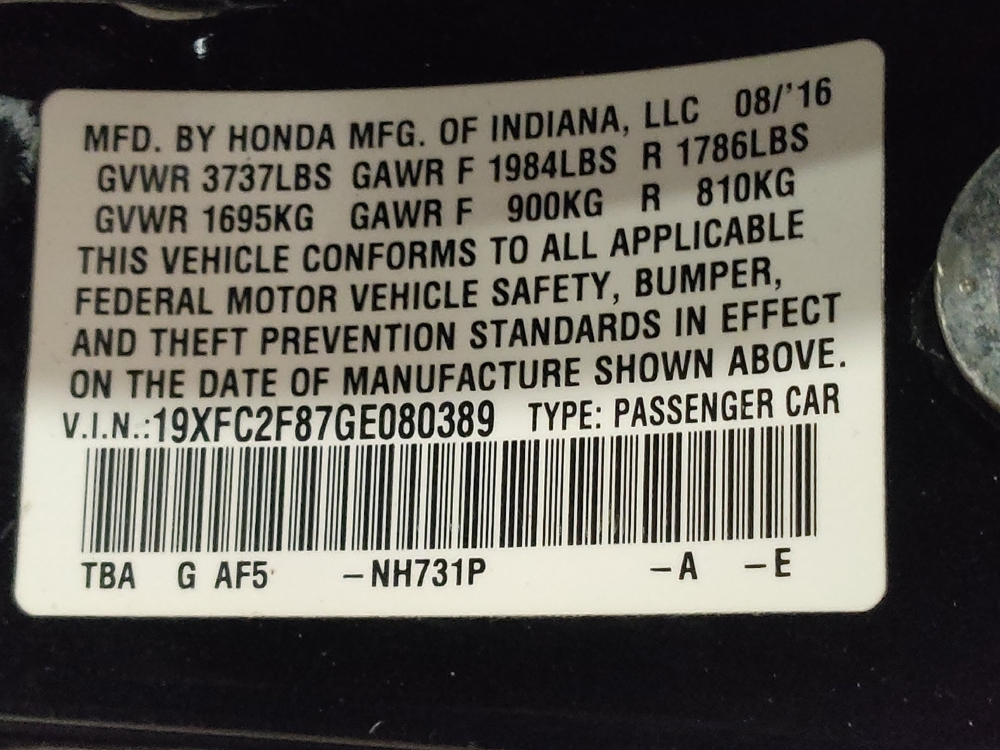 MFD. BY HONDA MFG. OF INDIANA, LLC 08/'16
GVWR 3737LBS GAWR F 1984LBS R 1786LBS
GVWR 1695KG GAWR F 900KG R 810KG
THIS VEHICLE CONFORMS TO ALL APPLICABLE
FEDERAL MOTOR VEHICLE SAFETY, BUMPER,
AND THEFT PREVENTION STANDARDS IN EFFECT
ON THE DATE OF MANUFACTURE SHOWN ABOVE.
V.I.N.:19XFC2F87GE080389 TYPE: PASSENGER CAR
TBA G AF5 -NH731P -A -E